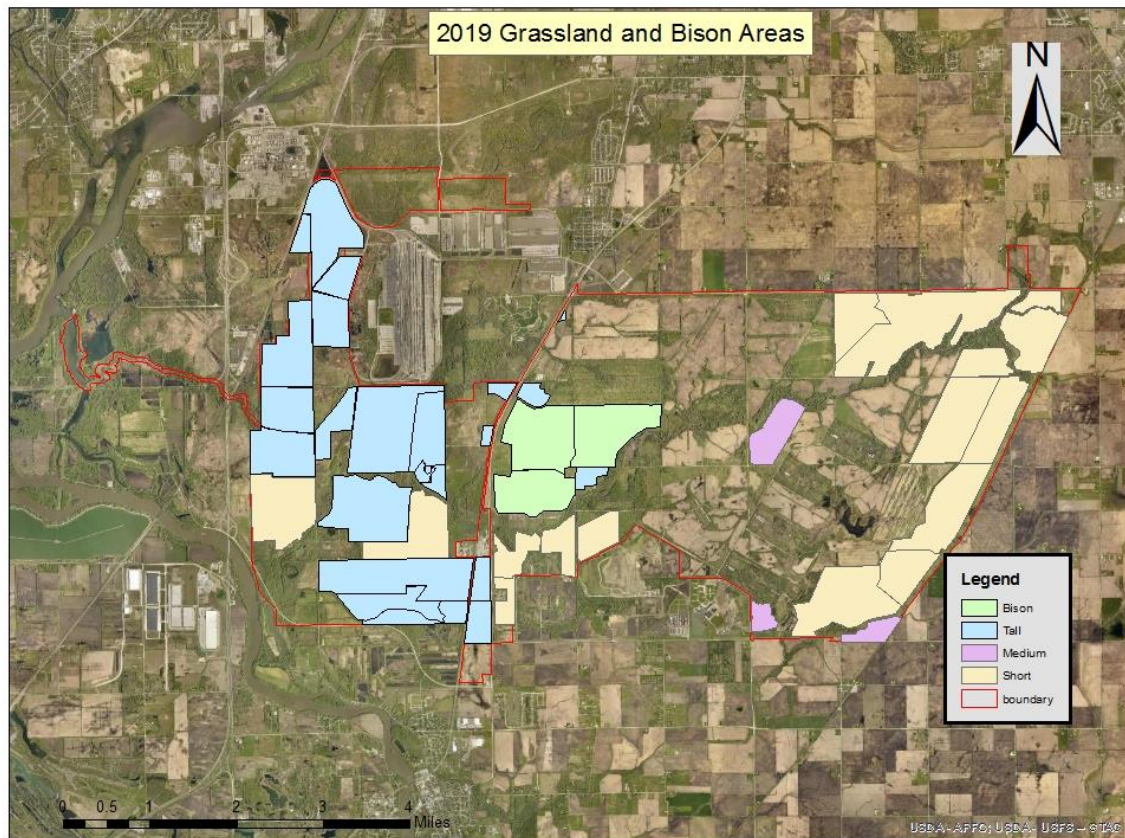 2019 Grassland and Bison Areas
N
Legend
Bison
Tall
Medium
Short
boundary
0 0.5 1 2 3 4
Miles
USDA-APFO; USDA- USFS - GTAC